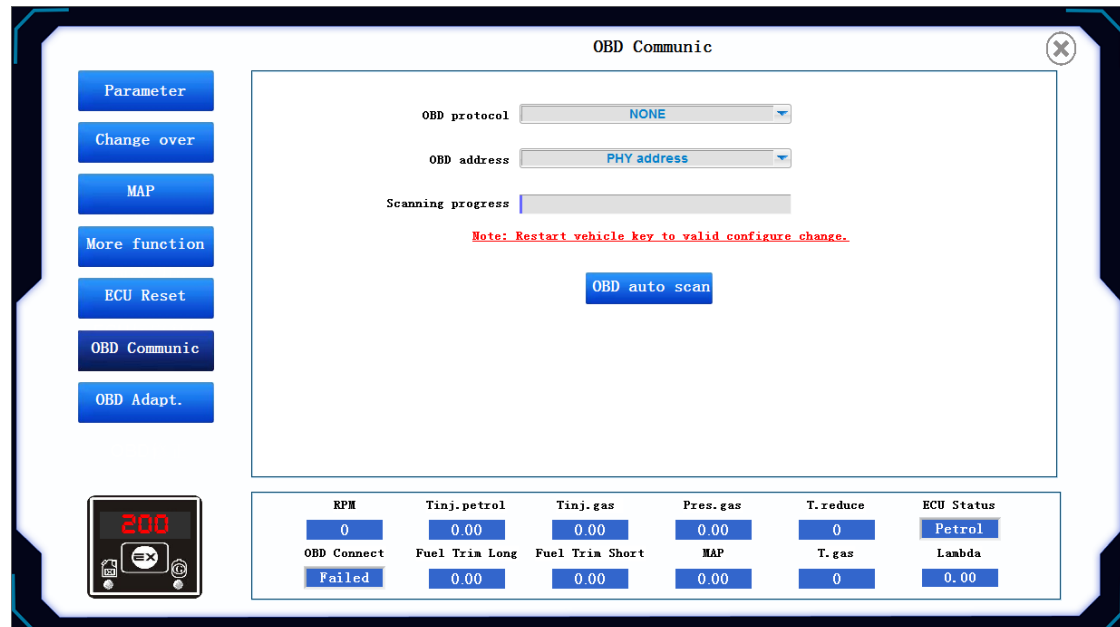 OBD Communic
Parameter
Change over
MAP
More function
ECU Reset
OBD Communic
OBD Adapt.
OBD protocol NONE
OBD address PHY address
Scanning progress
Note: Restart vehicle key to valid configure change.
OBD auto scan
200
EX
G
RPM Tinj.petrol Tinj.gas Pres.gas T.reduce ECU Status
0 0.00 0.00 0.00 0 Petrol
OBD Connect Fuel Trim Long Fuel Trim Short MAP T.gas Lambda
Failed 0.00 0.00 0.00 0 0.00